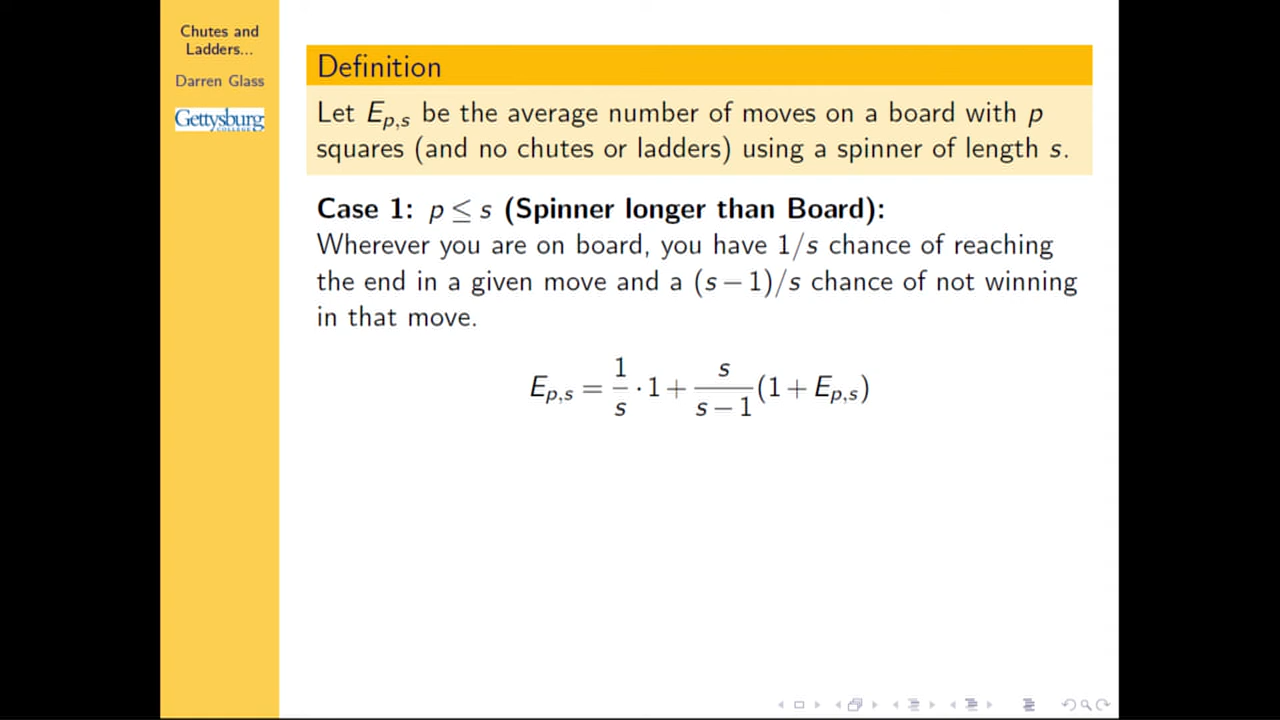 Chutes and
Ladders...
Darren Glass
Gettysburg
COLLEGE
Definition
Let E_{p,s} be the average number of moves on a board with p
squares (and no chutes or ladders) using a spinner of length s.
Case 1: p ≤ s (Spinner longer than Board):
Wherever you are on board, you have 1/s chance of reaching
the end in a given move and a (s − 1)/s chance of not winning
in that move.
E_{p,s} = \frac{1}{s} · 1 + \frac{s}{s − 1}(1 + E_{p,s})